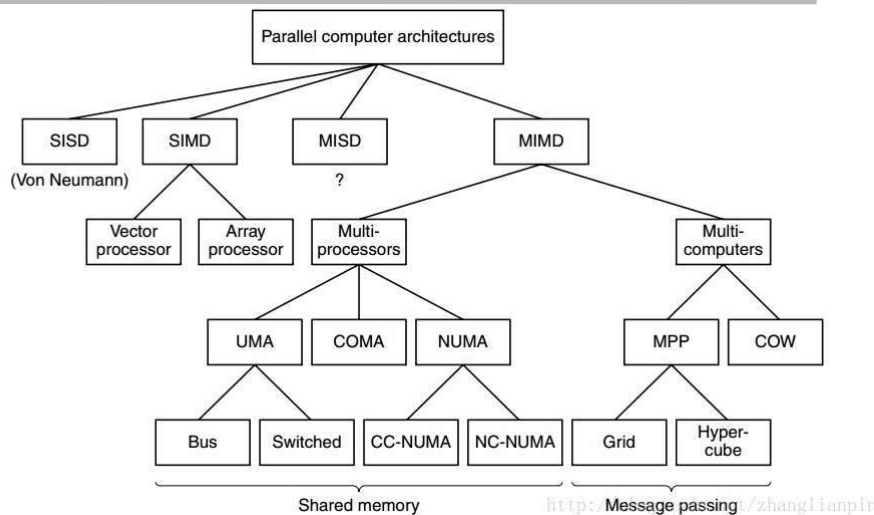 Parallel computer architectures
SISD
SIMD
MISD
MIMD
(Von Neumann)
?
Vector
processor
Array
processor
Multi-
processors
Multi-
computers
UMA
COMA
NUMA
MPP
COW
Bus
Switched
CC-NUMA
NC-NUMA
Grid
Hyper-
cube
Shared memory
Message passing